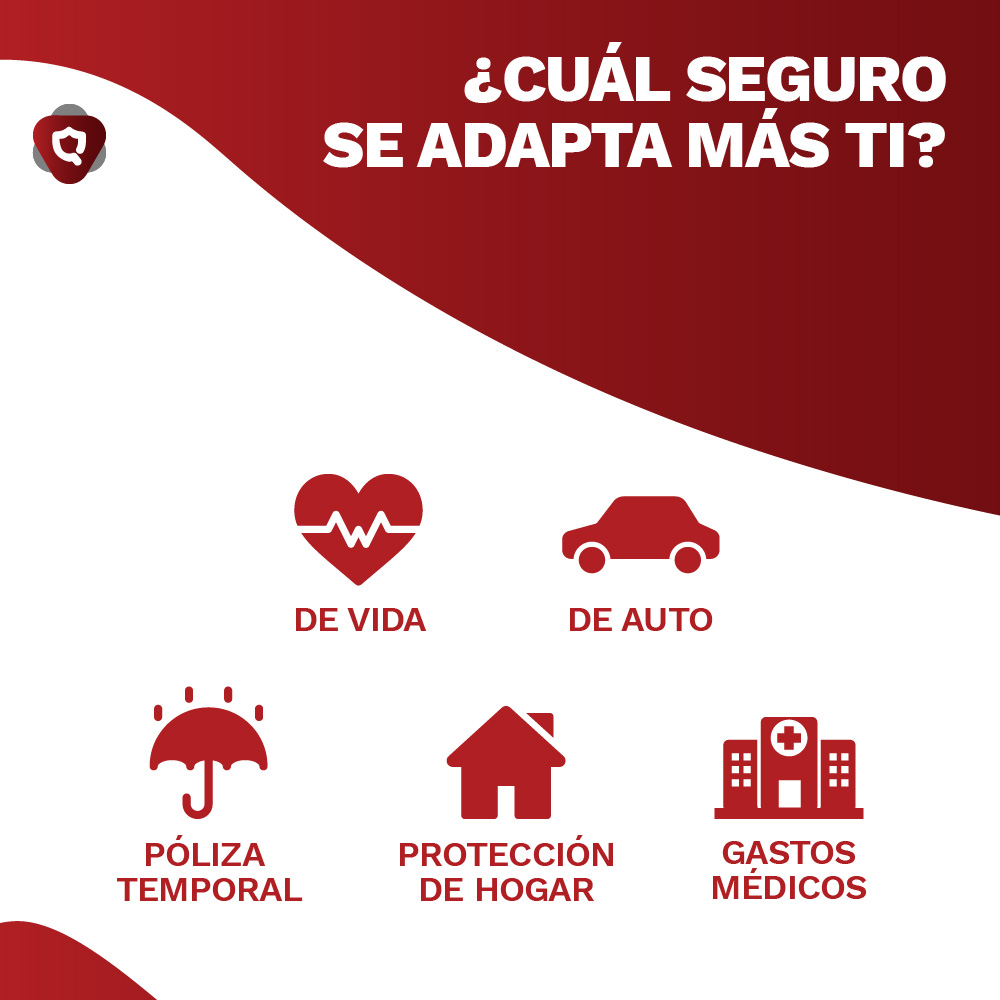 ¿CUÁL SEGURO
SE ADAPTA MÁS TI?
DE VIDA
DE AUTO
PÓLIZA
TEMPORAL
PROTECCIÓN
DE HOGAR
GASTOS
MÉDICOS